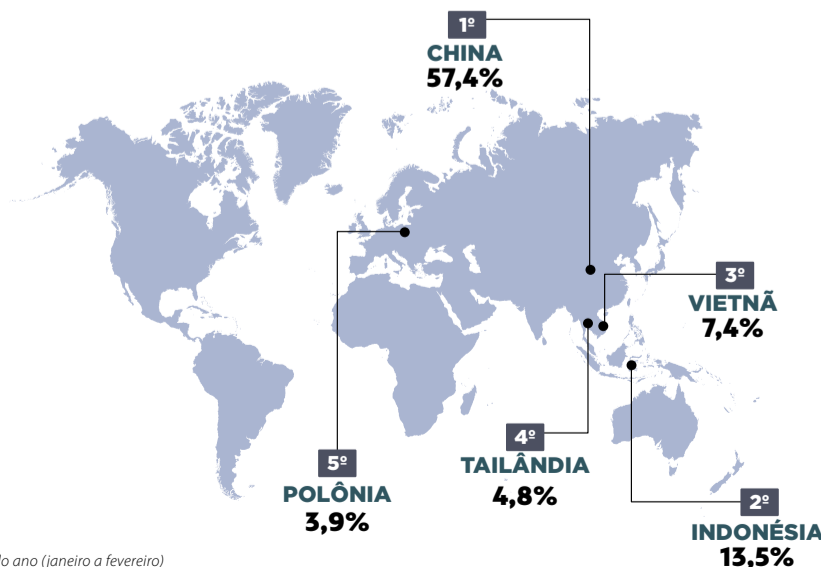 1º
CHINA
57,4%
3º
VIETNÃ
7,4%
4º
TAILÂNDIA
4,8%
5º
POLÔNIA
3,9%
2º
INDONÉSIA
13,5%
ano (janeiro a fevereiro)